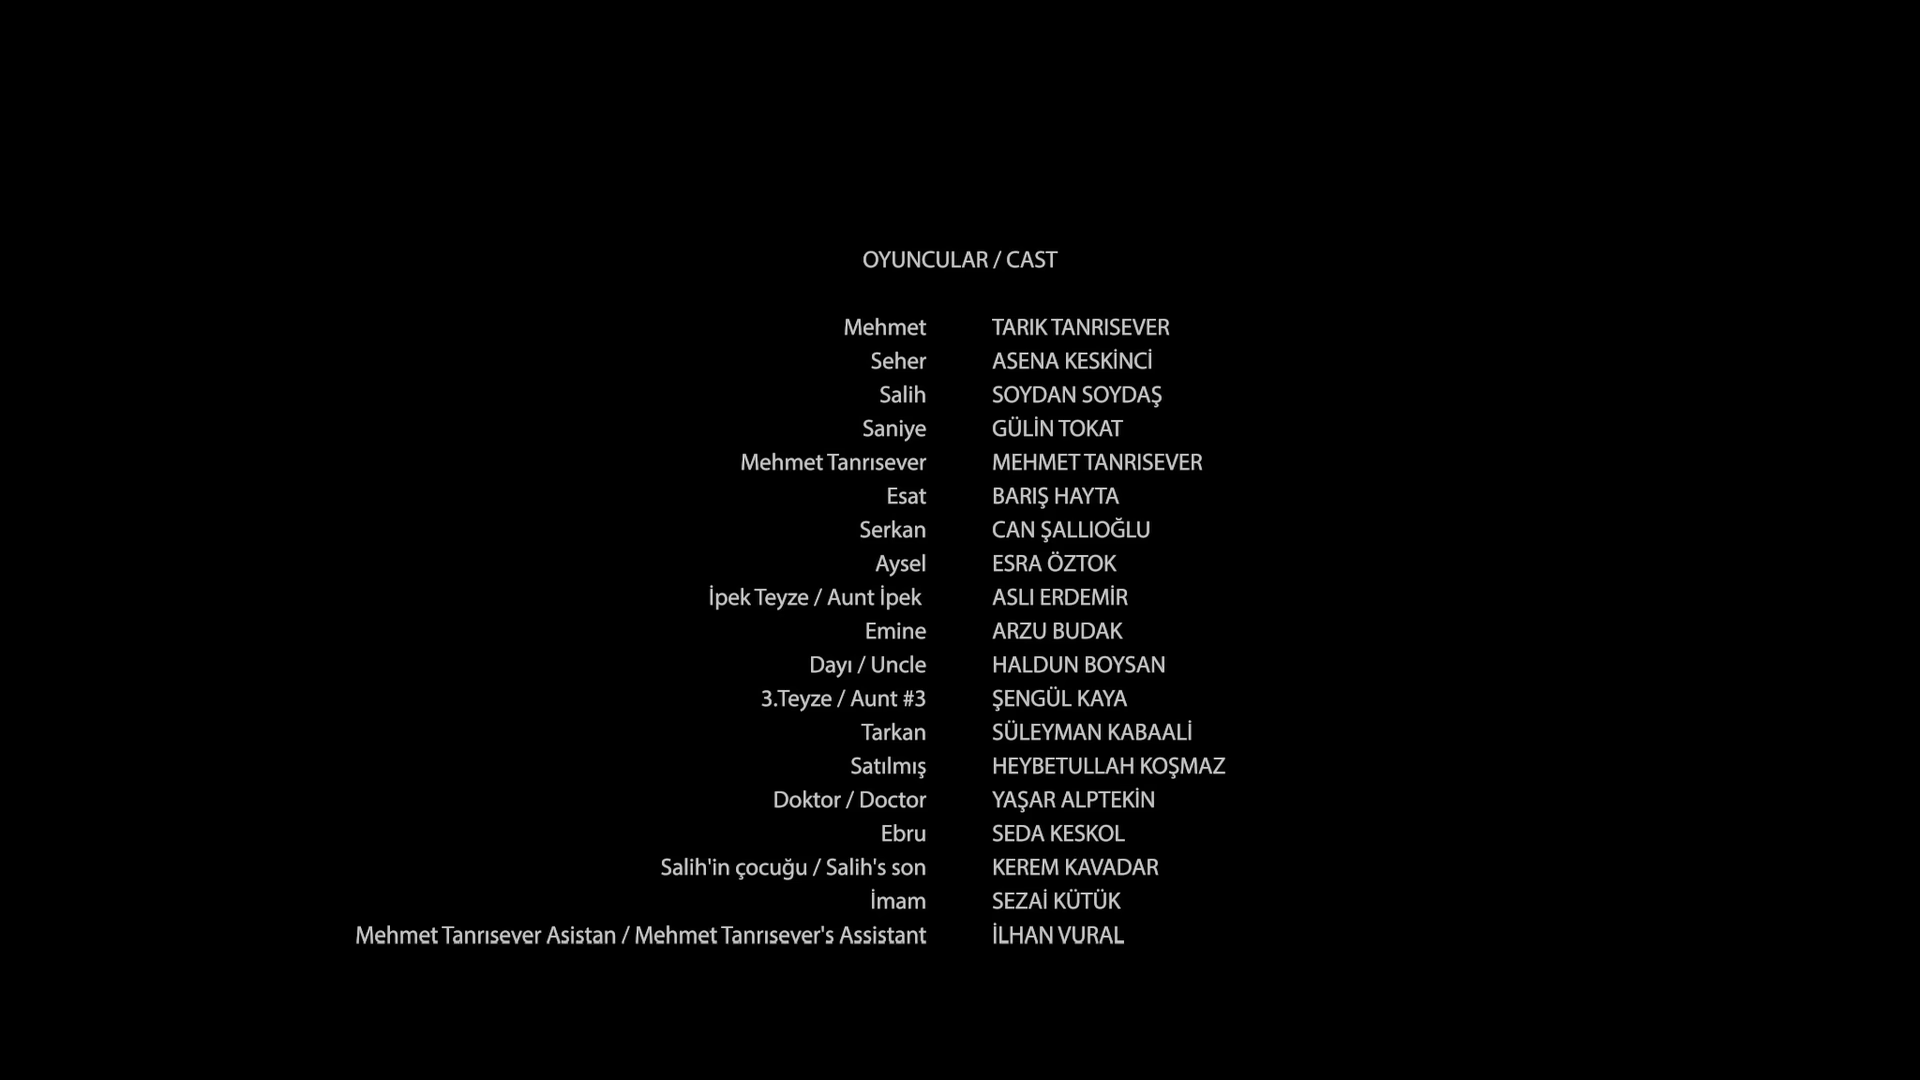 OYUNCULAR / CAST
Mehmet TARIK TANRISEVER
Seher ASENA KESKİNCİ
Salih SOYDAN SOYDAŞ
Saniye GÜLİN TOKAT
Mehmet Tanrısever MEHMET TANRISEVER
Esat BARIŞ HAYTA
Serkan CAN ŞALLIOĞLU
Aysel ESRA ÖZTOK
İpek Teyze / Aunt İpek ASLI ERDEMİR
Emine ARZU BUDAK
Dayı / Uncle HALDUN BOYSAN
3.Teyze / Aunt #3 ŞENGÜL KAYA
Tarkan SÜLEYMAN KABAALİ
Satılmış HEYBETULLAH KOŞMAZ
Doktor / Doctor YAŞAR ALPTEKİN
Ebru SEDA KESKOL
Salih'in çocuğu / Salih's son KEREM KAVADAR
İmam SEZAİ KÜTÜK
Mehmet Tanrısever Asistan / Mehmet Tanrısever's Assistant İLHAN VURAL